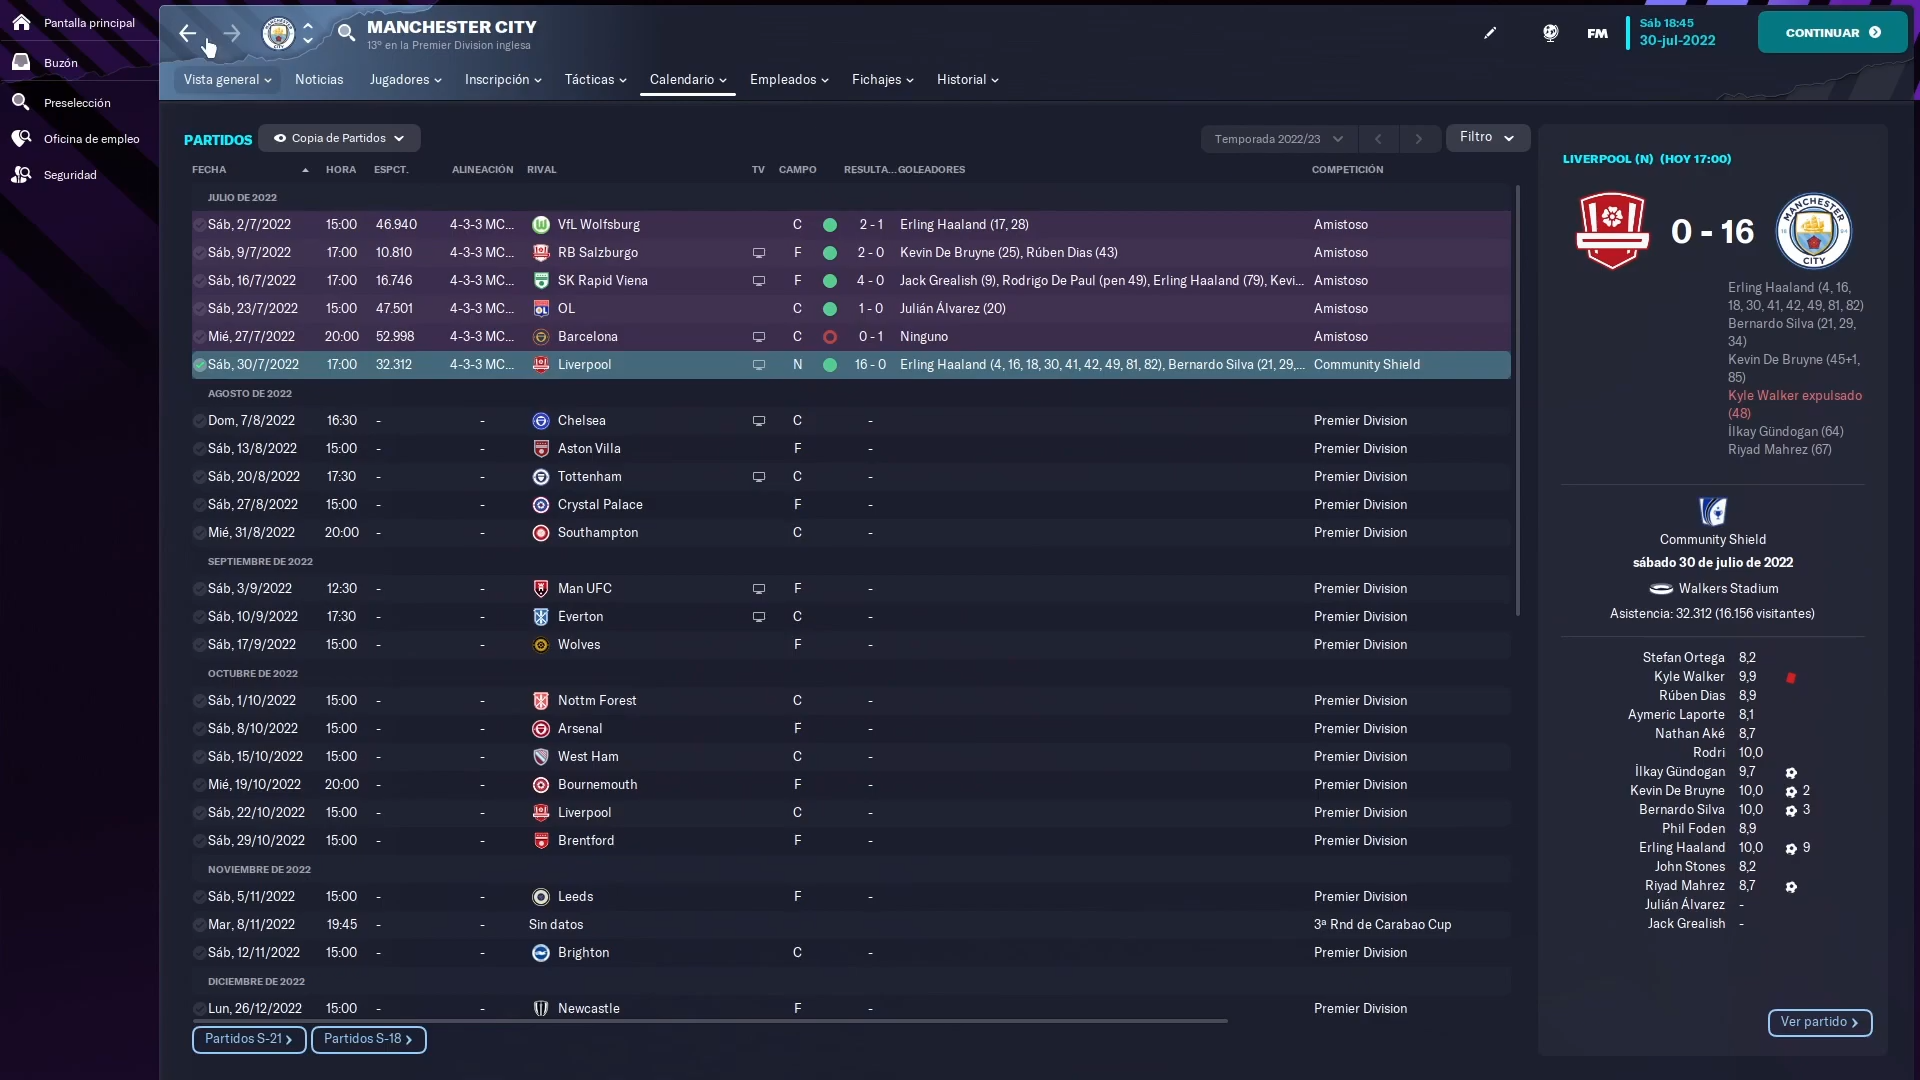 Pantalla principal
Buzón
Preselección
Oficina de empleo
Seguridad
MANCHESTER CITY
13º en la Premier Division inglesa
FM
Sáb 18:45
30-jul-2022
CONTINUAR
Vista general Noticias Jugadores Inscripción Tácticas Calendario Empleados Fichajes Historial
PARTIDOS Copia de Partidos Temporada 2022/23 Filtro
FECHA HORA ESPCT. ALINEACIÓN RIVAL TV CAMPO RESULTA... GOLEADORES COMPETICIÓN
JULIO DE 2022
Sáb, 2/7/2022 15:00 46.940 4-3-3 MC... VfL Wolfsburg C 2 - 1 Erling Haaland (17, 28) Amistoso
Sáb, 9/7/2022 17:00 10.810 4-3-3 MC... RB Salzburgo F 2 - 0 Kevin De Bruyne (25), Rúben Dias (43) Amistoso
Sáb, 16/7/2022 17:00 16.746 4-3-3 MC... SK Rapid Viena F 4 - 0 Jack Grealish (9), Rodrigo De Paul (pen 49), Erling Haaland (79), Kevi... Amistoso
Sáb, 23/7/2022 15:00 47.501 4-3-3 MC... OL C 1 - 0 Julián Álvarez (20) Amistoso
Mié, 27/7/2022 20:00 52.998 4-3-3 MC... Barcelona C 0 - 1 Ninguno Amistoso
Sáb, 30/7/2022 17:00 32.312 4-3-3 MC... Liverpool N 16 - 0 Erling Haaland (4, 16, 18, 30, 41, 42, 49, 81, 82), Bernardo Silva (21, 29,... Community Shield
AGOSTO DE 2022
Dom, 7/8/2022 16:30 - - Chelsea C - Premier Division
Sáb, 13/8/2022 15:00 - - Aston Villa F - Premier Division
Sáb, 20/8/2022 17:30 - - Tottenham C - Premier Division
Sáb, 27/8/2022 15:00 - - Crystal Palace F - Premier Division
Mié, 31/8/2022 20:00 - - Southampton C - Premier Division
SEPTIEMBRE DE 2022
Sáb, 3/9/2022 12:30 - - Man UFC F - Premier Division
Sáb, 10/9/2022 17:30 - - Everton C - Premier Division
Sáb, 17/9/2022 15:00 - - Wolves F - Premier Division
OCTUBRE DE 2022
Sáb, 1/10/2022 15:00 - - Nottm Forest C - Premier Division
Sáb, 8/10/2022 15:00 - - Arsenal F - Premier Division
Sáb, 15/10/2022 15:00 - - West Ham C - Premier Division
Mié, 19/10/2022 20:00 - - Bournemouth F - Premier Division
Sáb, 22/10/2022 15:00 - - Liverpool C - Premier Division
Sáb, 29/10/2022 15:00 - - Brentford F - Premier Division
NOVIEMBRE DE 2022
Sáb, 5/11/2022 15:00 - - Leeds F - Premier Division
Mar, 8/11/2022 19:45 - - Sin datos - 3ª Rnd de Carabao Cup
Sáb, 12/11/2022 15:00 - - Brighton C - Premier Division
DICIEMBRE DE 2022
Lun, 26/12/2022 15:00 - - Newcastle F - Premier Division
Partidos S-21 Partidos S-18
LIVERPOOL (N) (HOY 17:00)
0 - 16
MANCHESTER
18 94
CITY
Erling Haaland (4, 16,
18, 30, 41, 42, 49, 81, 82)
Bernardo Silva (21, 29,
34)
Kevin De Bruyne (45+1,
85)
Kyle Walker expulsado
(48)
İlkay Gündogan (64)
Riyad Mahrez (67)
Community Shield
sábado 30 de julio de 2022
Walkers Stadium
Asistencia: 32.312 (16.156 visitantes)
Stefan Ortega 8,2
Kyle Walker 9,9
Rúben Dias 8,9
Aymeric Laporte 8,1
Nathan Aké 8,7
Rodri 10,0
İlkay Gündogan 9,7
Kevin De Bruyne 10,0 2
Bernardo Silva 10,0 3
Phil Foden 8,9
Erling Haaland 10,0 9
John Stones 8,2
Riyad Mahrez 8,7
Julián Álvarez -
Jack Grealish -
Ver partido